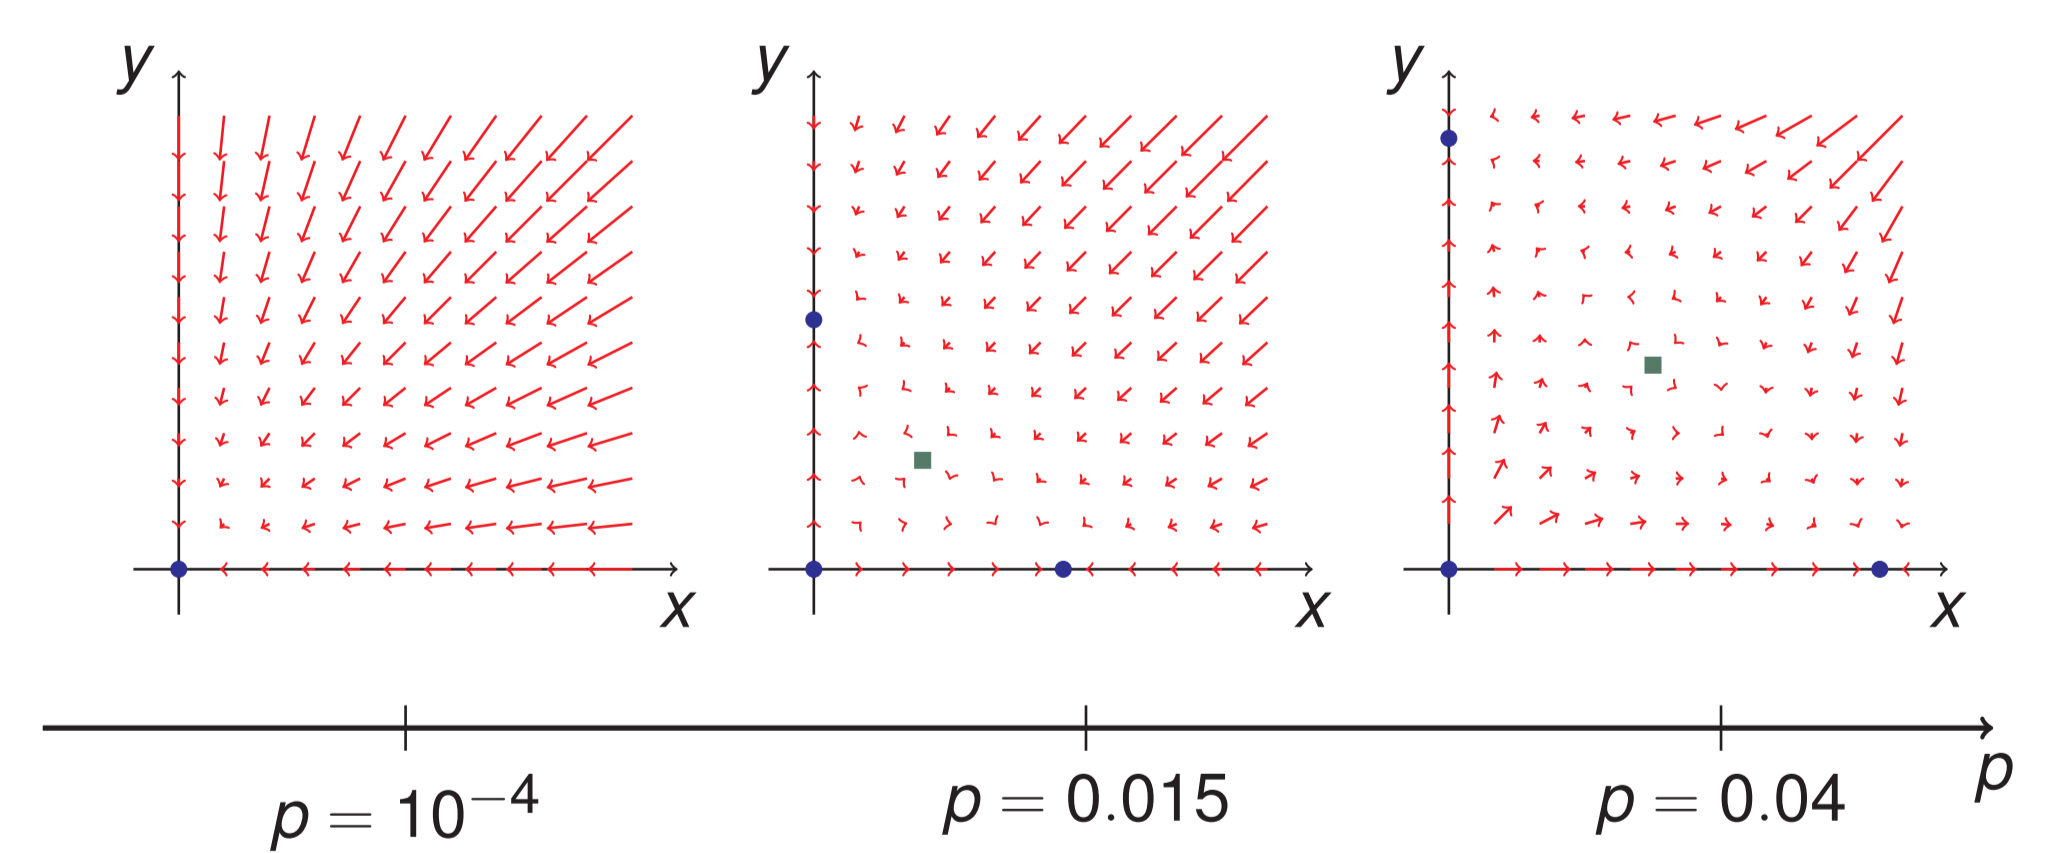 y y y
x x x
p = 10⁻⁴ p = 0.015 p = 0.04 p